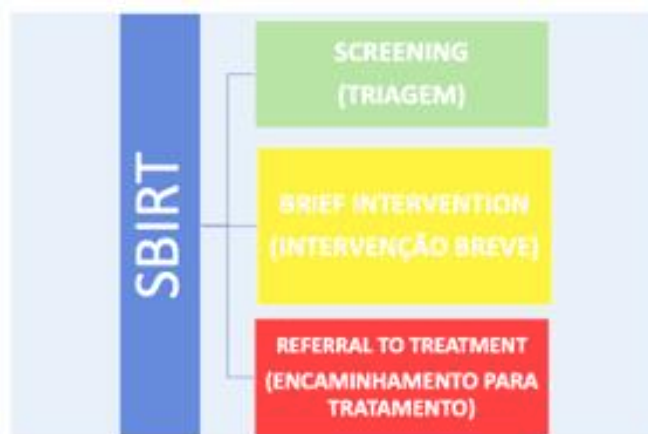 SBIRT
SCREENING
(TRIAGEM)
BRIEF INTERVENTION
(INTERVENÇÃO BREVE)
REFERRAL TO TREATMENT
(ENCAMINHAMENTO PARA
TRATAMENTO)